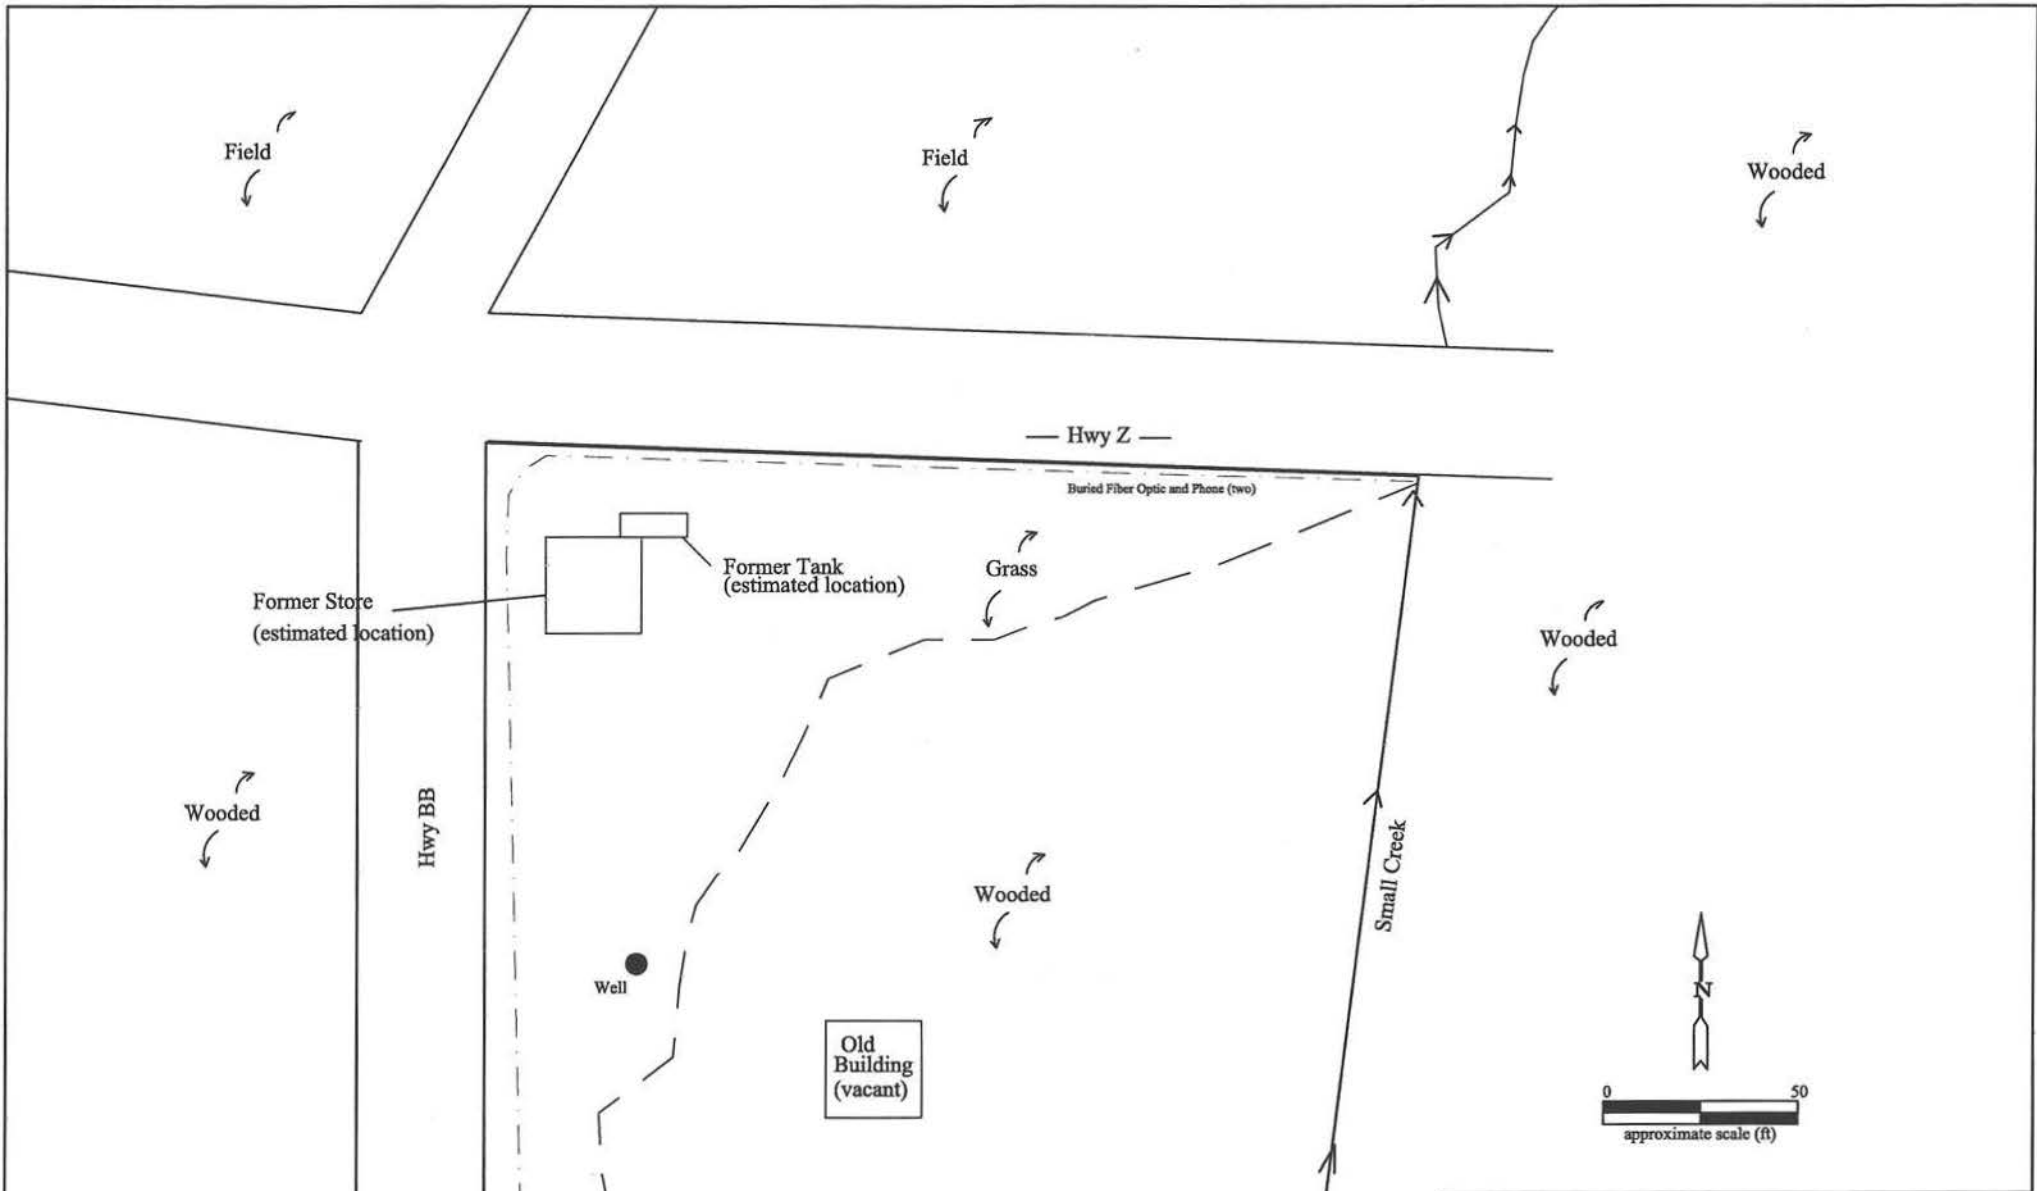 Field
Field
Wooded
— Hwy Z —
Buried Fiber Optic and Phone (two)
Former Tank
(estimated location)
Grass
Former Store
(estimated location)
Wooded
Wooded
Hwy BB
Small Creek
Wooded
Well
Old
Building
(vacant)
N
0 50
approximate scale (ft)